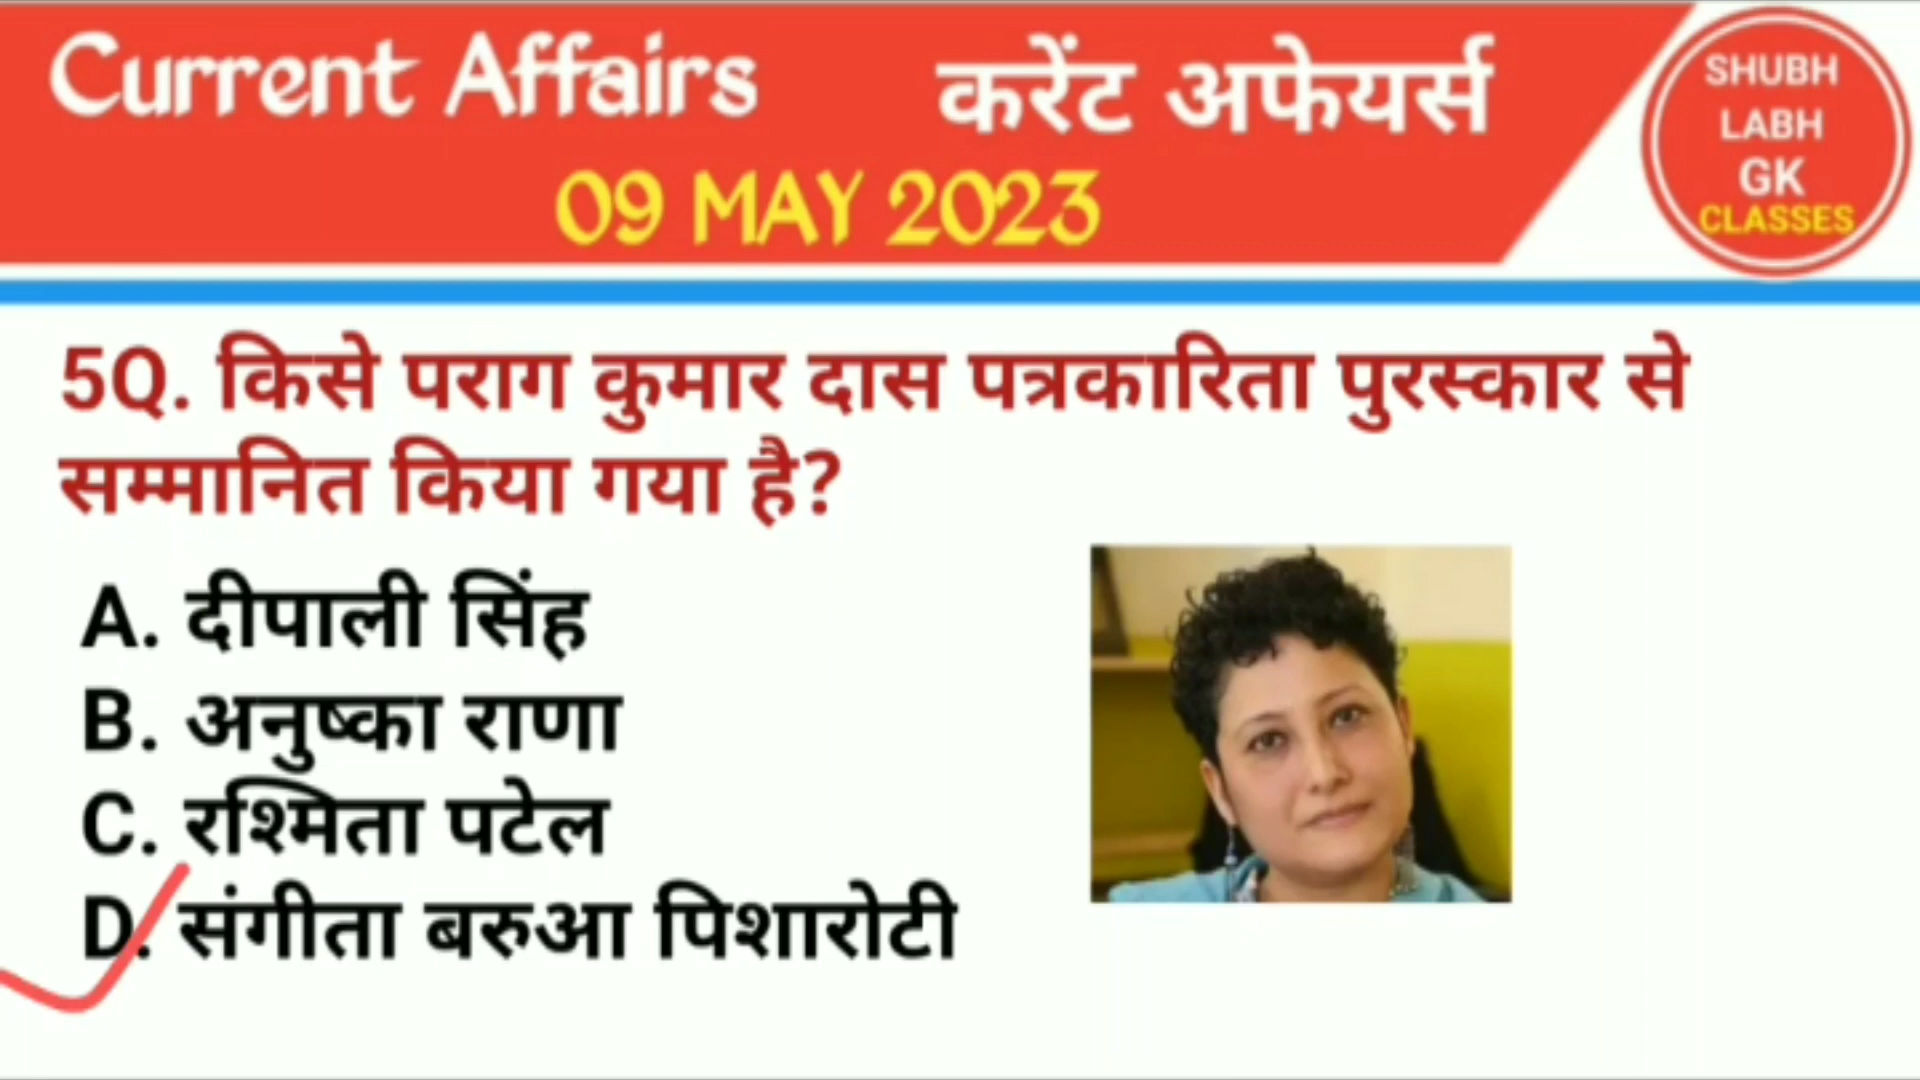 Current Affairs करेंट अफेयर्स
09 MAY 2023
SHUBH
LABH
GK
CLASSES
5Q. किसे पराग कुमार दास पत्रकारिता पुरस्कार से
सम्मानित किया गया है?
A. दीपाली सिंह
B. अनुष्का राणा
C. रश्मिता पटेल
D. संगीता बरुआ पिशारोटी